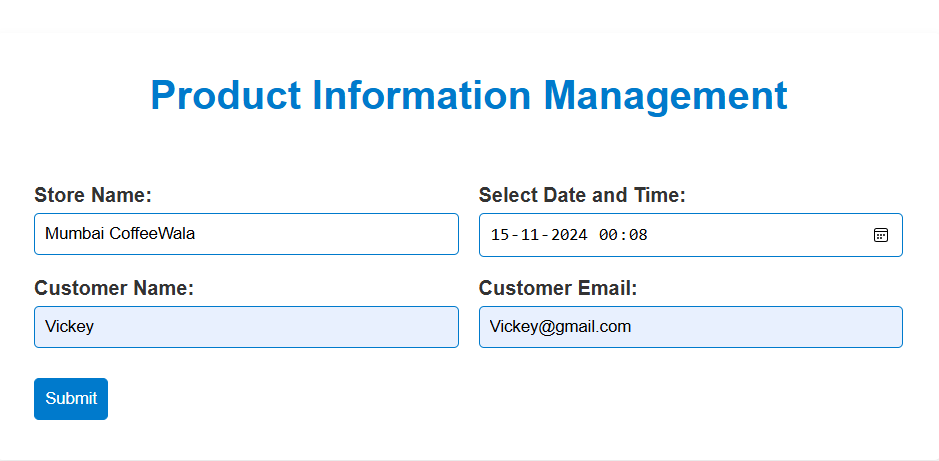 Product Information Management
Store Name:
Mumbai CoffeeWala
Select Date and Time:
15-11-2024 00:08
Customer Name:
Vickey
Customer Email:
Vickey@gmail.com
Submit